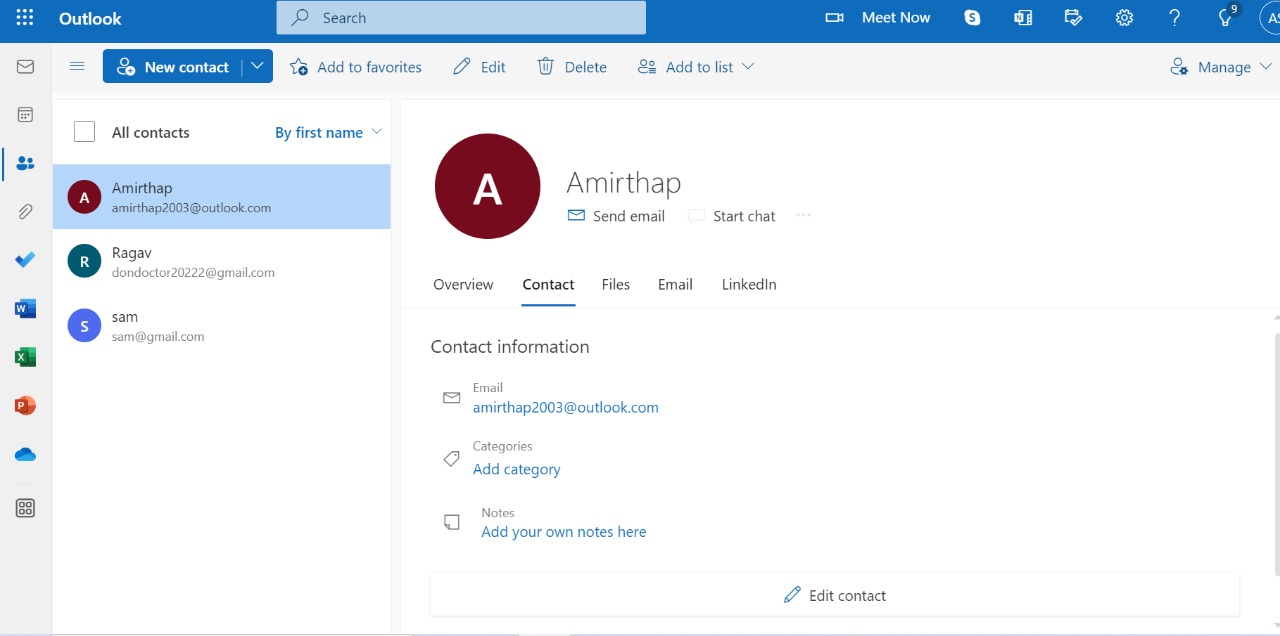 Outlook
Search
Meet Now
9
New contact
Add to favorites
Edit
Delete
Add to list
Manage
All contacts
By first name
A
Amirthap
amirthap2003@outlook.com
R
Ragav
dondoctor20222@gmail.com
S
sam
sam@gmail.com
A
Amirthap
Send email
Start chat
Overview
Contact
Files
Email
LinkedIn
Contact information
Email
amirthap2003@outlook.com
Categories
Add category
Notes
Add your own notes here
Edit contact